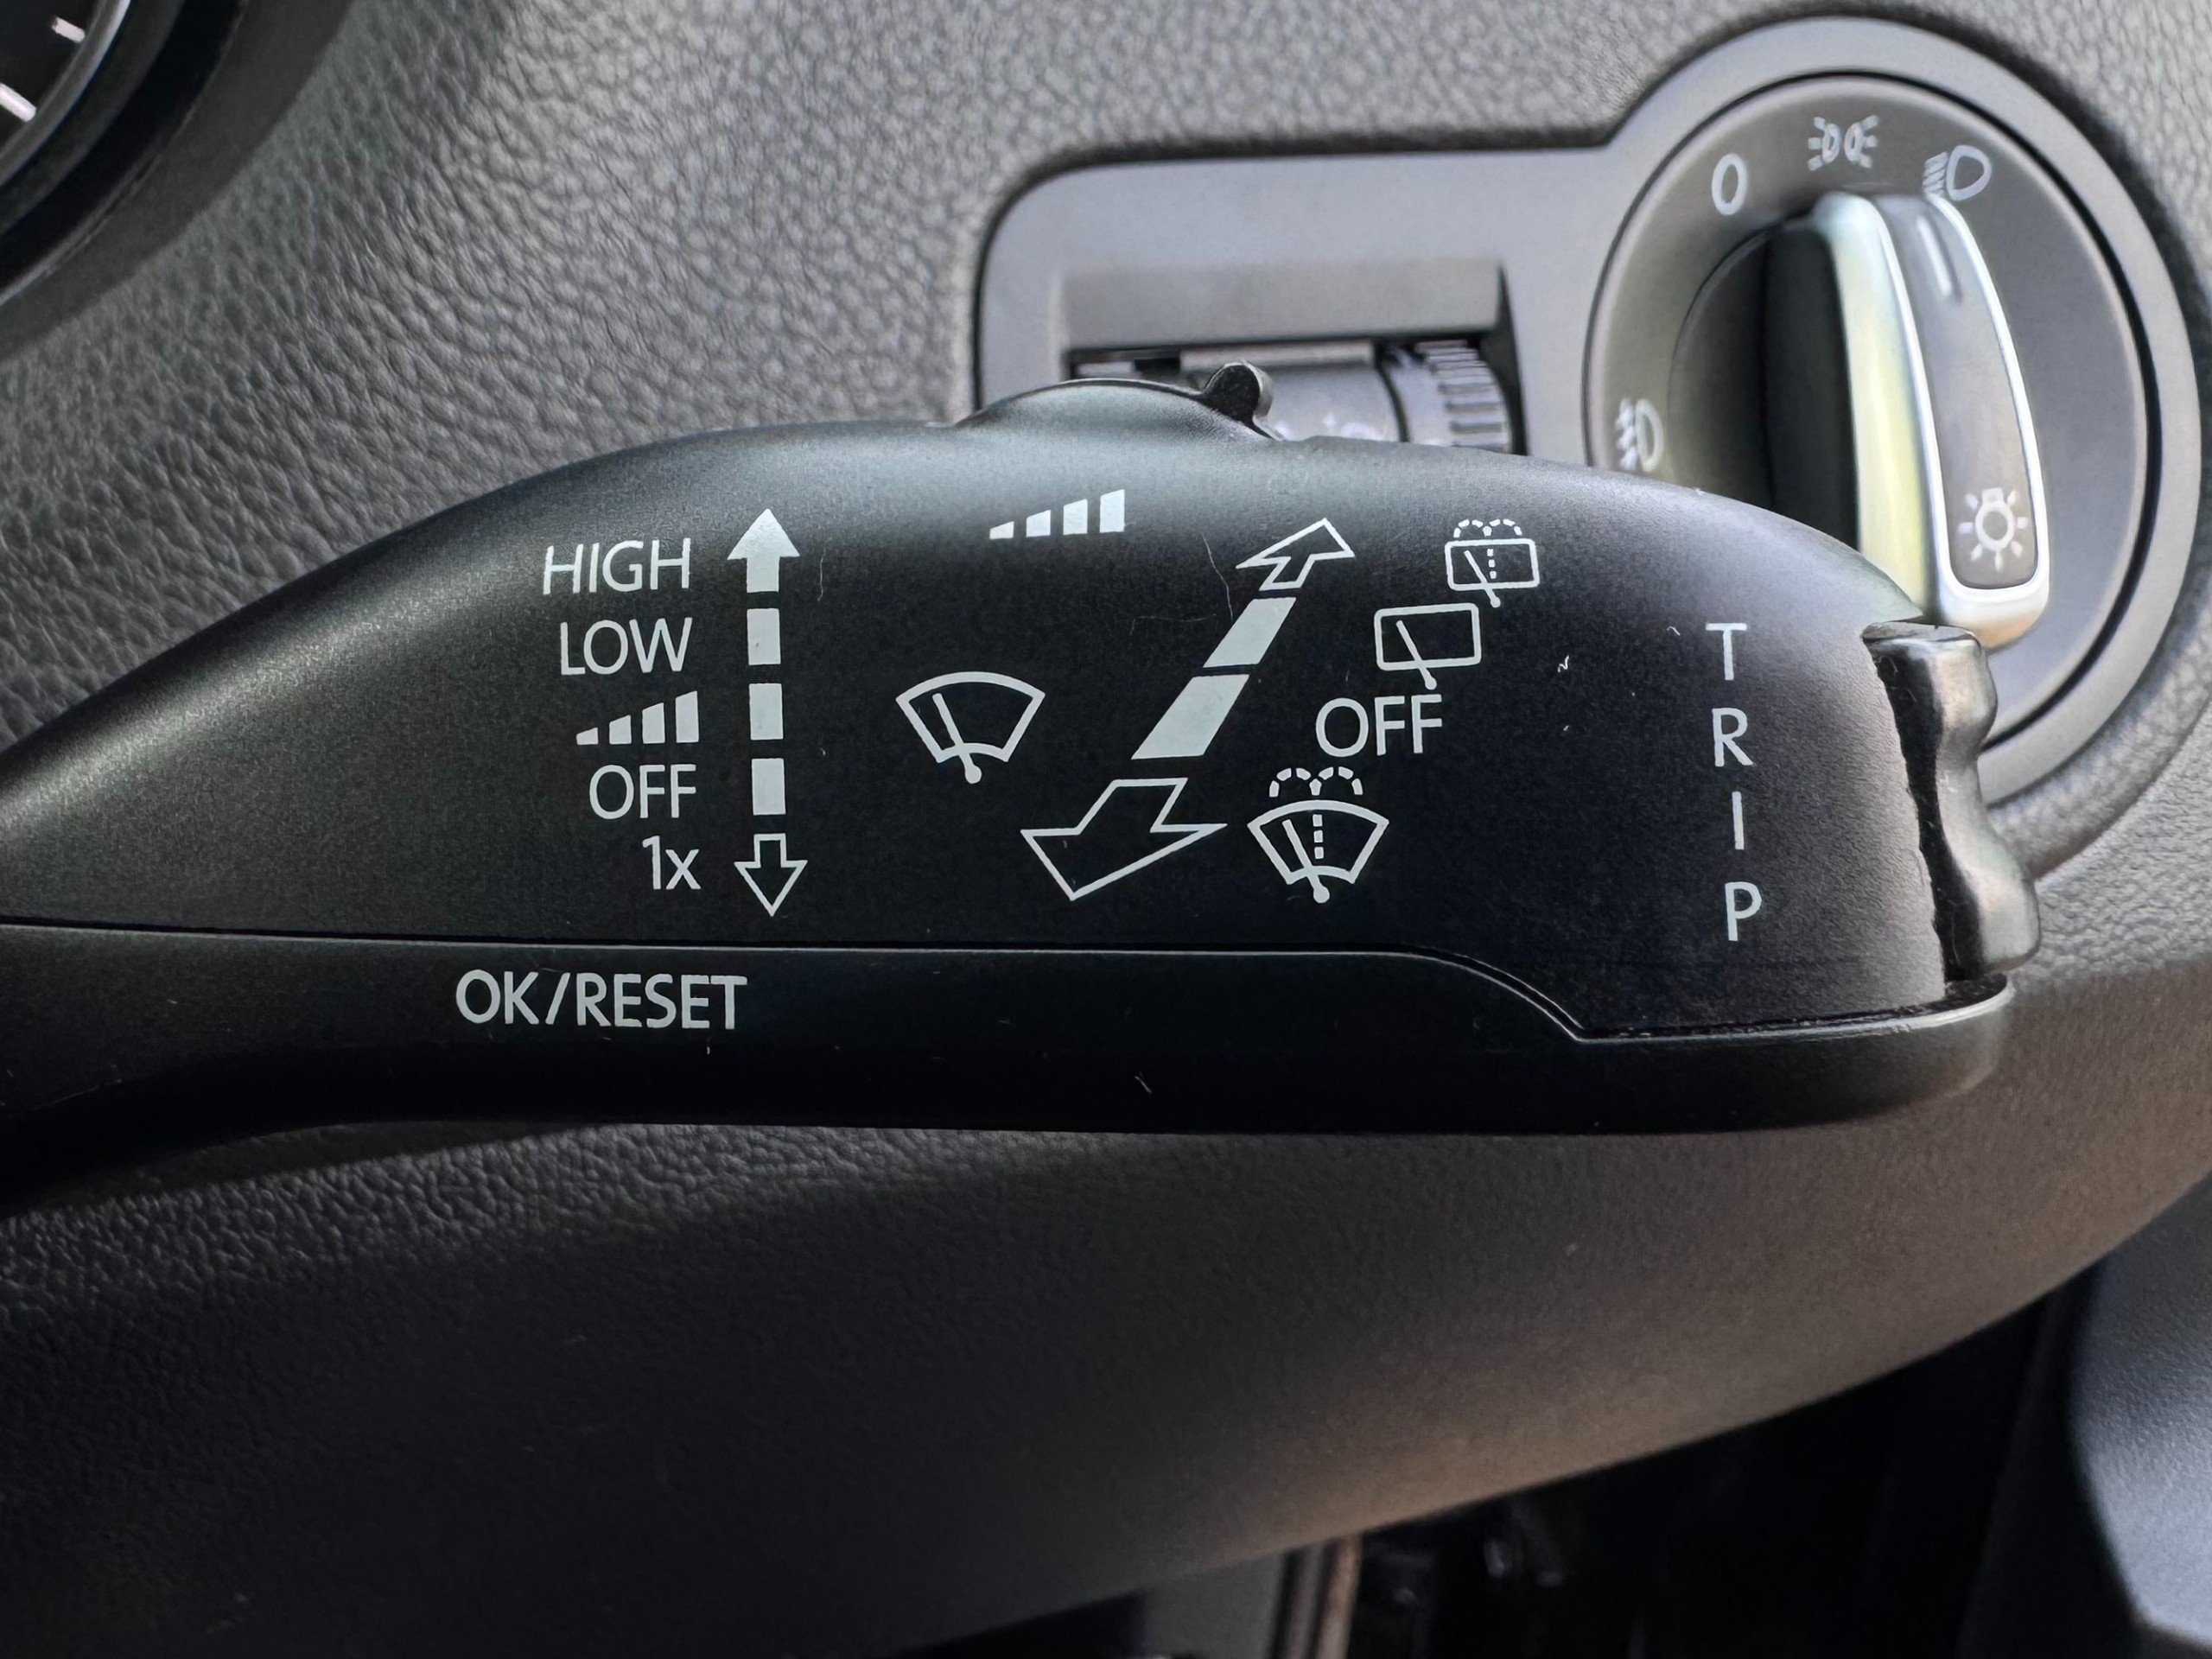 HIGH
LOW
OFF
1x
OFF
TRIP
OK/RESET
0